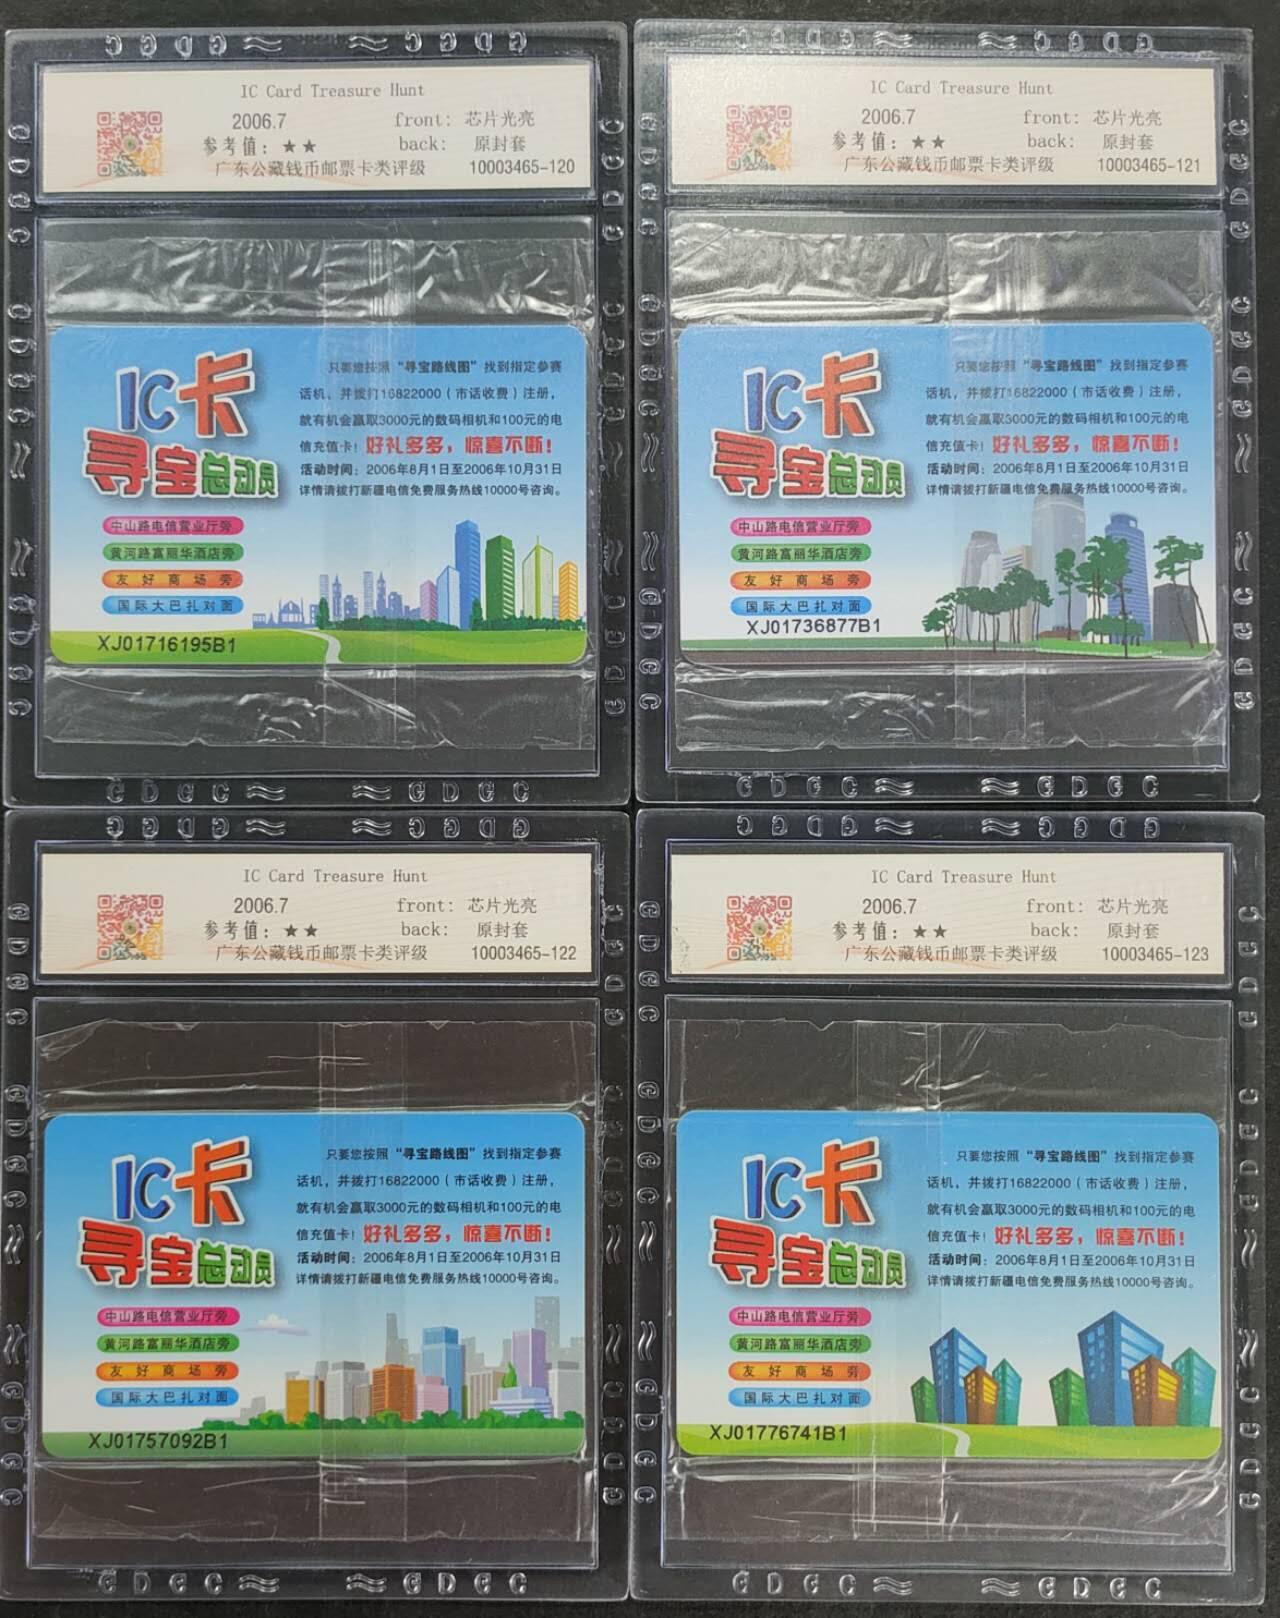 IC Card Treasure Hunt
2006.7 front: 芯片光亮
参考值: ★★ back: 原封套
广东公藏钱币邮票卡类评级 10003465-120
IC卡
寻宝总动员
只要您按照“寻宝路线图”找到指定参赛
话机，并拨打16822000（市话收费）注册，
就有机会赢取3000元的数码相机和100元的电
信充值卡！好礼多多，惊喜不断！
活动时间：2006年8月1日至2006年10月31日
详情请拨打新疆电信免费服务热线10000号咨询。
中山路电信营业厅旁
黄河路富丽华酒店旁
友好商场旁
国际大巴扎对面
XJ01716195B1
IC Card Treasure Hunt
2006.7 front: 芯片光亮
参考值: ★★ back: 原封套
广东公藏钱币邮票卡类评级 10003465-121
IC卡
寻宝总动员
只要您按照“寻宝路线图”找到指定参赛
话机，并拨打16822000（市话收费）注册，
就有机会赢取3000元的数码相机和100元的电
信充值卡！好礼多多，惊喜不断！
活动时间：2006年8月1日至2006年10月31日
详情请拨打新疆电信免费服务热线10000号咨询。
中山路电信营业厅旁
黄河路富丽华酒店旁
友好商场旁
国际大巴扎对面
XJ01736877B1
IC Card Treasure Hunt
2006.7 front: 芯片光亮
参考值: ★★ back: 原封套
广东公藏钱币邮票卡类评级 10003465-122
IC卡
寻宝总动员
只要您按照“寻宝路线图”找到指定参赛
话机，并拨打16822000（市话收费）注册，
就有机会赢取3000元的数码相机和100元的电
信充值卡！好礼多多，惊喜不断！
活动时间：2006年8月1日至2006年10月31日
详情请拨打新疆电信免费服务热线10000号咨询。
中山路电信营业厅旁
黄河路富丽华酒店旁
友好商场旁
国际大巴扎对面
XJ01757092B1
IC Card Treasure Hunt
2006.7 front: 芯片光亮
参考值: ★★ back: 原封套
广东公藏钱币邮票卡类评级 10003465-123
IC卡
寻宝总动员
只要您按照“寻宝路线图”找到指定参赛
话机，并拨打16822000（市话收费）注册，
就有机会赢取3000元的数码相机和100元的电
信充值卡！好礼多多，惊喜不断！
活动时间：2006年8月1日至2006年10月31日
详情请拨打新疆电信免费服务热线10000号咨询。
中山路电信营业厅旁
黄河路富丽华酒店旁
友好商场旁
国际大巴扎对面
XJ01776741B1